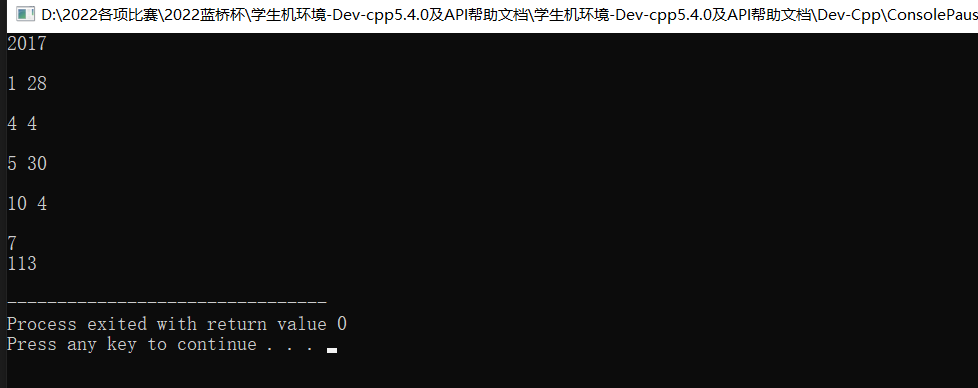 D:\2022各项比赛\2022蓝桥杯\学生机环境-Dev-cpp5.4.0及API帮助文档\学生机环境-Dev-cpp5.4.0及API帮助文档\Dev-Cpp\ConsolePaus
2017
1 28
4 4
5 30
10 4
7
113
--------------------------------
Process exited with return value 0
Press any key to continue . . .